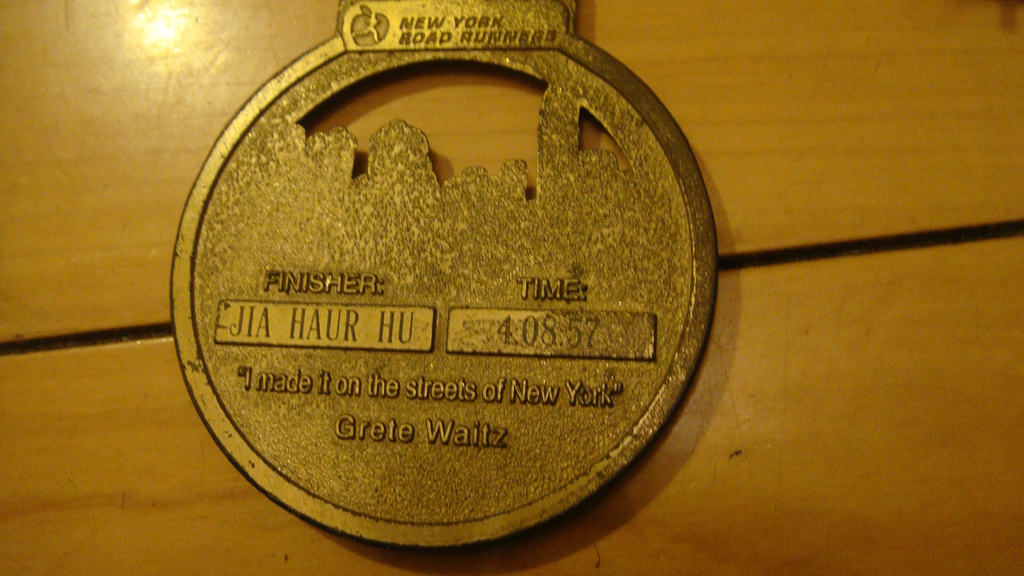 NEW YORK
ROAD RUNNERS
FINISHER: TIME:
JIA HAUR HU 4 08 57
"I made it on the streets of New York"
Grete Waitz